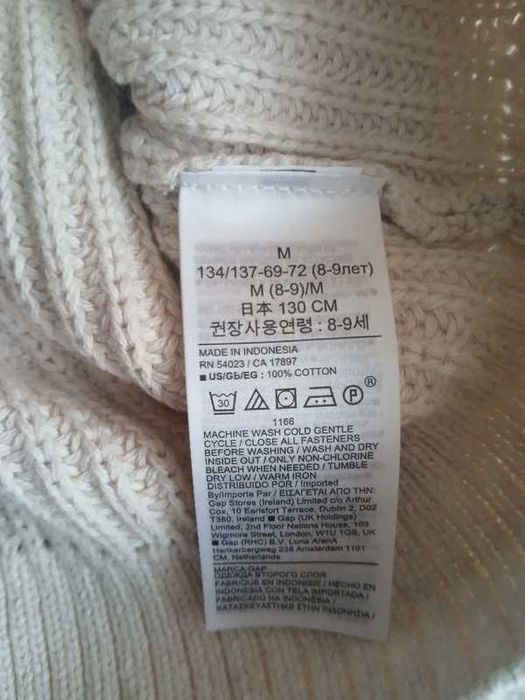 M
134/137-69-72 (8-9лет)
M (8-9)/M
日本 130 CM
권장사용연령 : 8-9세
MADE IN INDONESIA
RN 54023 / CA 17897
■ US/GB/EG : 100% COTTON
30
®
1166
MACHINE WASH COLD GENTLE
CYCLE / CLOSE ALL FASTENERS
BEFORE WASHING / WASH AND DRY
INSIDE OUT / ONLY NON-CHLORINE
BLEACH WHEN NEEDED / TUMBLE
DRY LOW / WARM IRON
DISTRIBUIDO POR / Imported
By/Importe Par / ΕΙΣΑΓΕΤΑΙ ΑΠΟ ΤΗΝ:
Gap Stores (Ireland) Limited c/o Arthur
Cox, 10 Earlsfort Terrace, Dublin 2, D02
T380, Ireland ■ Gap (UK Holdings)
Limited, 2nd Floor Nations House, 103
Wigmore Street, London, W1U 1QS, UK
■ Gap (RHC) B.V. Luna ArenA
Herikerbergweg 238 Amsterdam 1101
CM, Netherlands
МАРСА:GAP
ОДЕЖДА ВТОРОГО СЛОЯ
FABRIQUE EN INDONISIE / HECHO EN
INDONESIA CON TELA IMPORTADA /
FABRICADO NA INDONESIA /
ΚΑΤΑΣΚΕΥΑΣΤΗΚΕ ΣΤΗΝ ΙΝΔΟΝΗΣΙΑ /